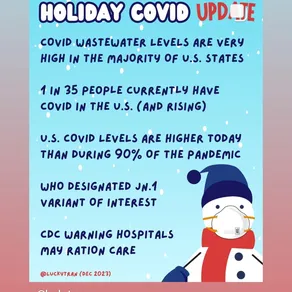 HOLIDAY COVID UPDATE
COVID WASTEWATER LEVELS ARE VERY
HIGH IN THE MAJORITY OF U.S. STATES
1 IN 35 PEOPLE CURRENTLY HAVE
COVID IN THE U.S. (AND RISING)
U.S. COVID LEVELS ARE HIGHER TODAY
THAN DURING 90% OF THE PANDEMIC
WHO DESIGNATED JN.1
VARIANT OF INTEREST
CDC WARNING HOSPITALS
MAY RATION CARE
@LUCKYTRAN (DEC 2023)